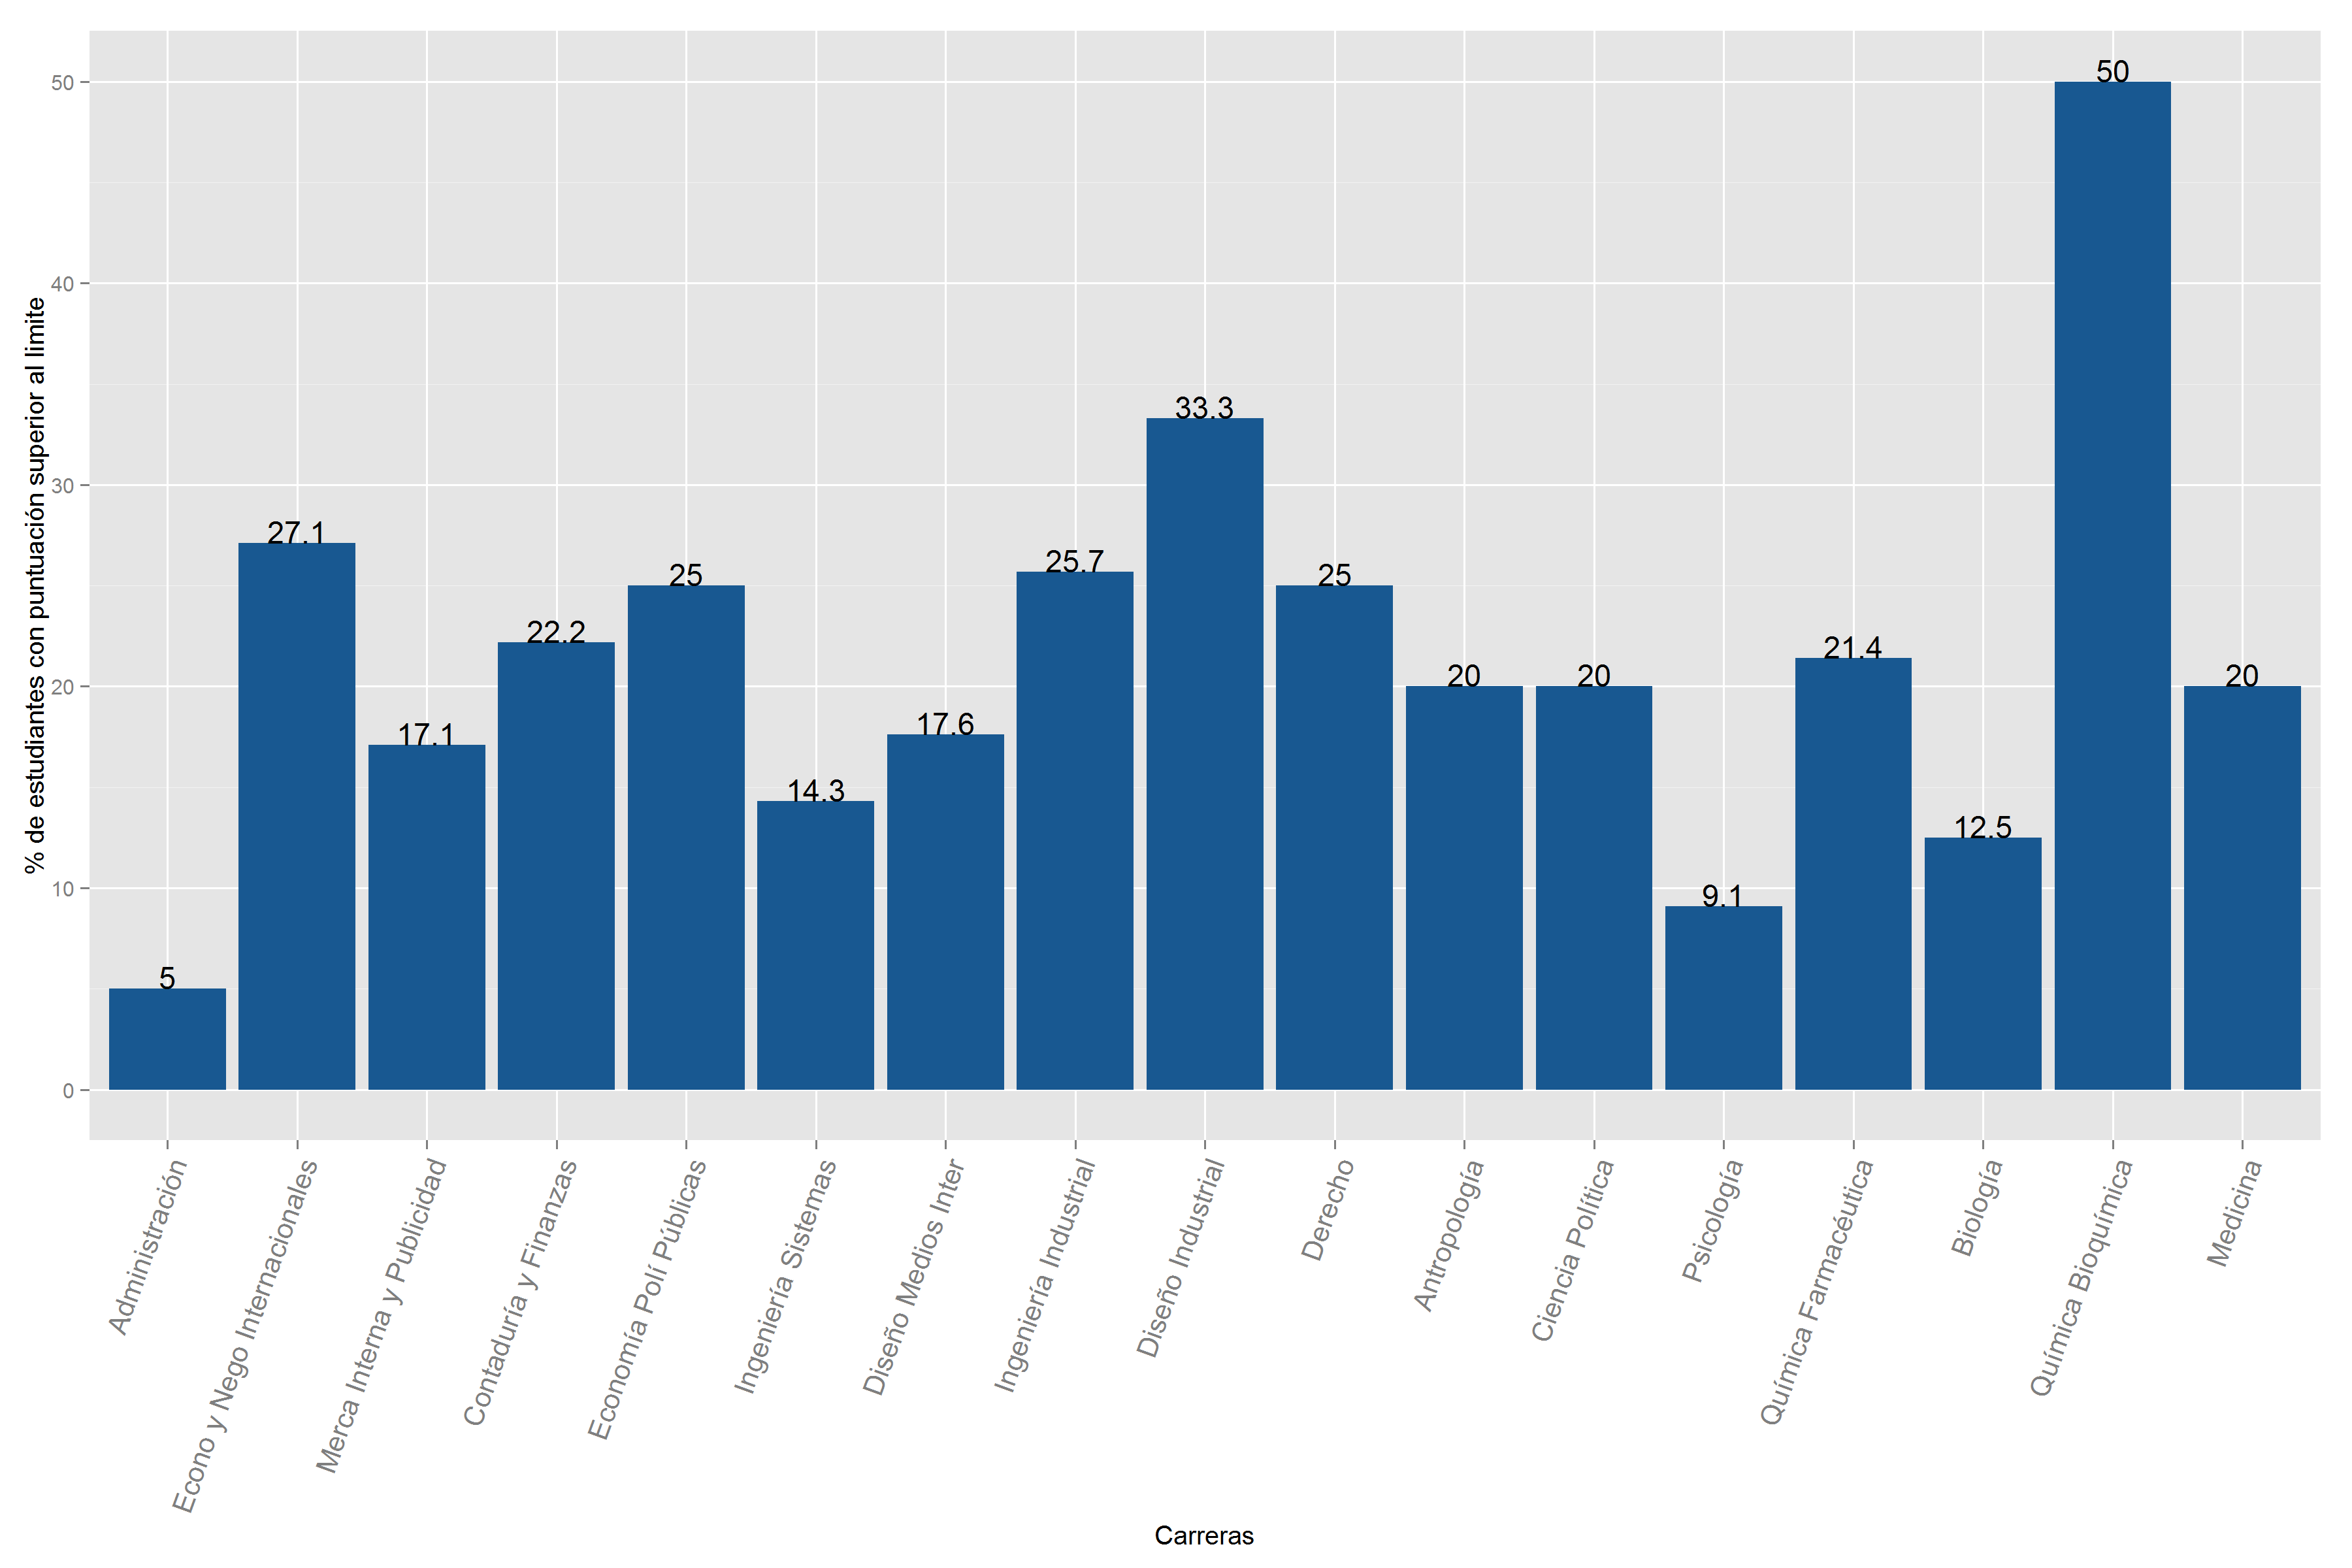 % de estudiantes con puntuación superior al limite
50
40
30
20
10
0
5
27.1
17.1
22.2
25
14.3
17.6
25.7
33.3
25
20
20
9.1
21.4
12.5
50
20
Administración
Econo y Nego Internacionales
Merca Interna y Publicidad
Contaduría y Finanzas
Economía Polí Públicas
Ingeniería Sistemas
Diseño Medios Inter
Ingeniería Industrial
Diseño Industrial
Derecho
Antropología
Ciencia Política
Psicología
Química Farmacéutica
Biología
Química Bioquímica
Medicina
Carreras